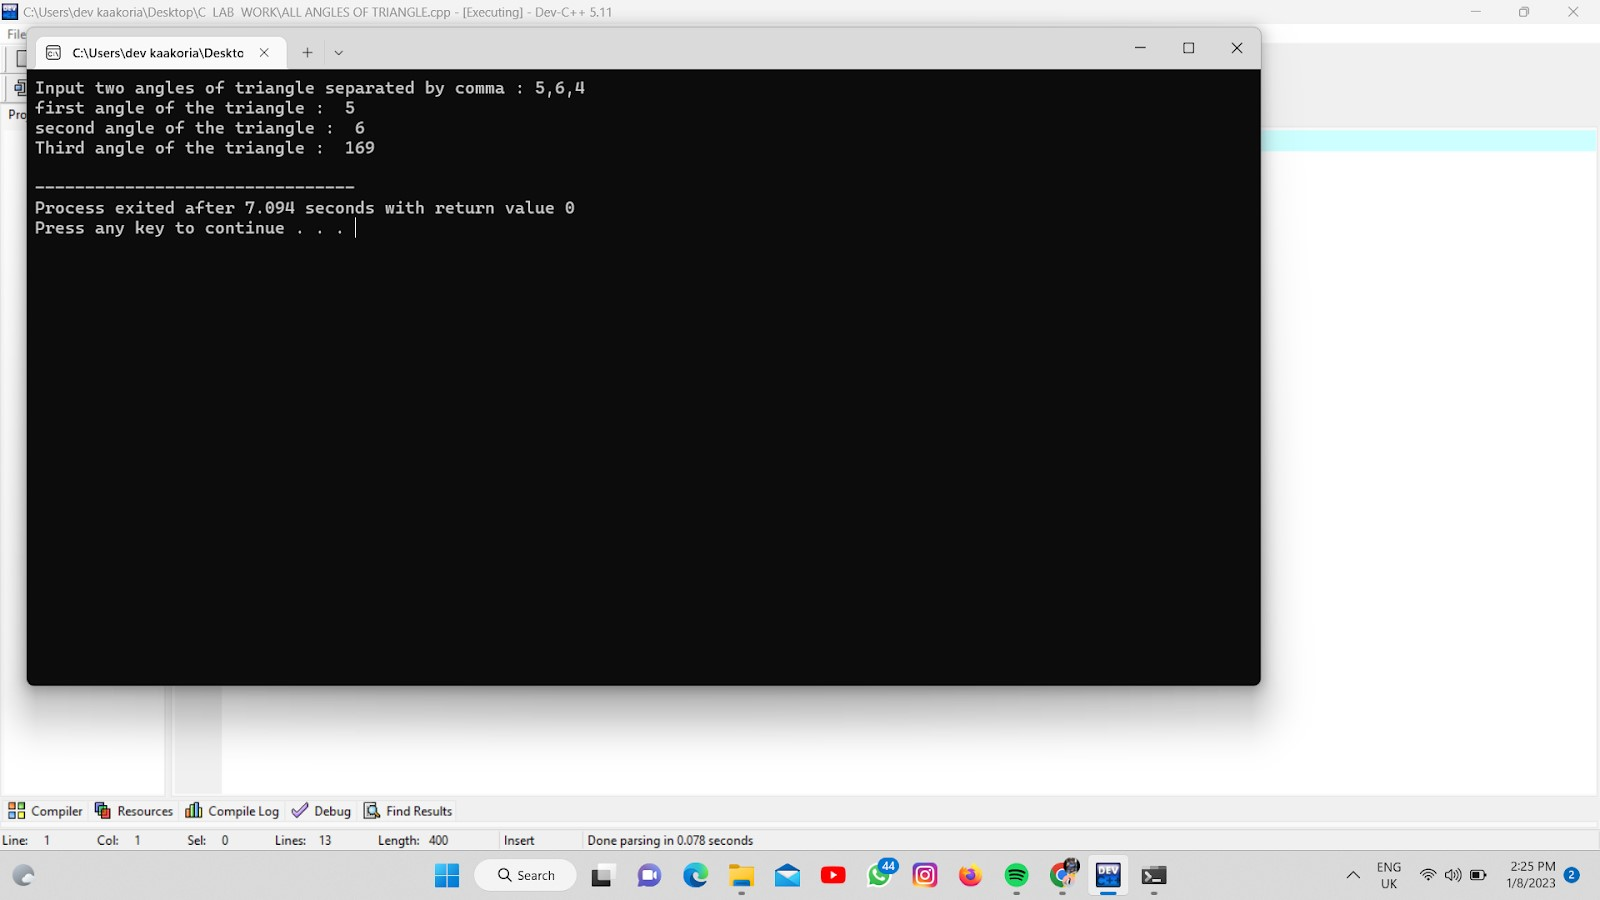 C:\Users\dev kaakoria\Desktop\C LAB WORK\ALL ANGLES OF TRIANGLE.cpp - [Executing] - Dev-C++ 5.11
File
C:\Users\dev kaakoria\Deskto
Pro
Input two angles of triangle separated by comma : 5,6,4
first angle of the triangle : 5
second angle of the triangle : 6
Third angle of the triangle : 169
--------------------------------
Process exited after 7.094 seconds with return value 0
Press any key to continue . . .
Compiler Resources Compile Log Debug Find Results
Line: 1 Col: 1 Sel: 0 Lines: 13 Length: 400 Insert Done parsing in 0.078 seconds
Search 44 DEV ENG UK 2:25 PM 1/8/2023 2